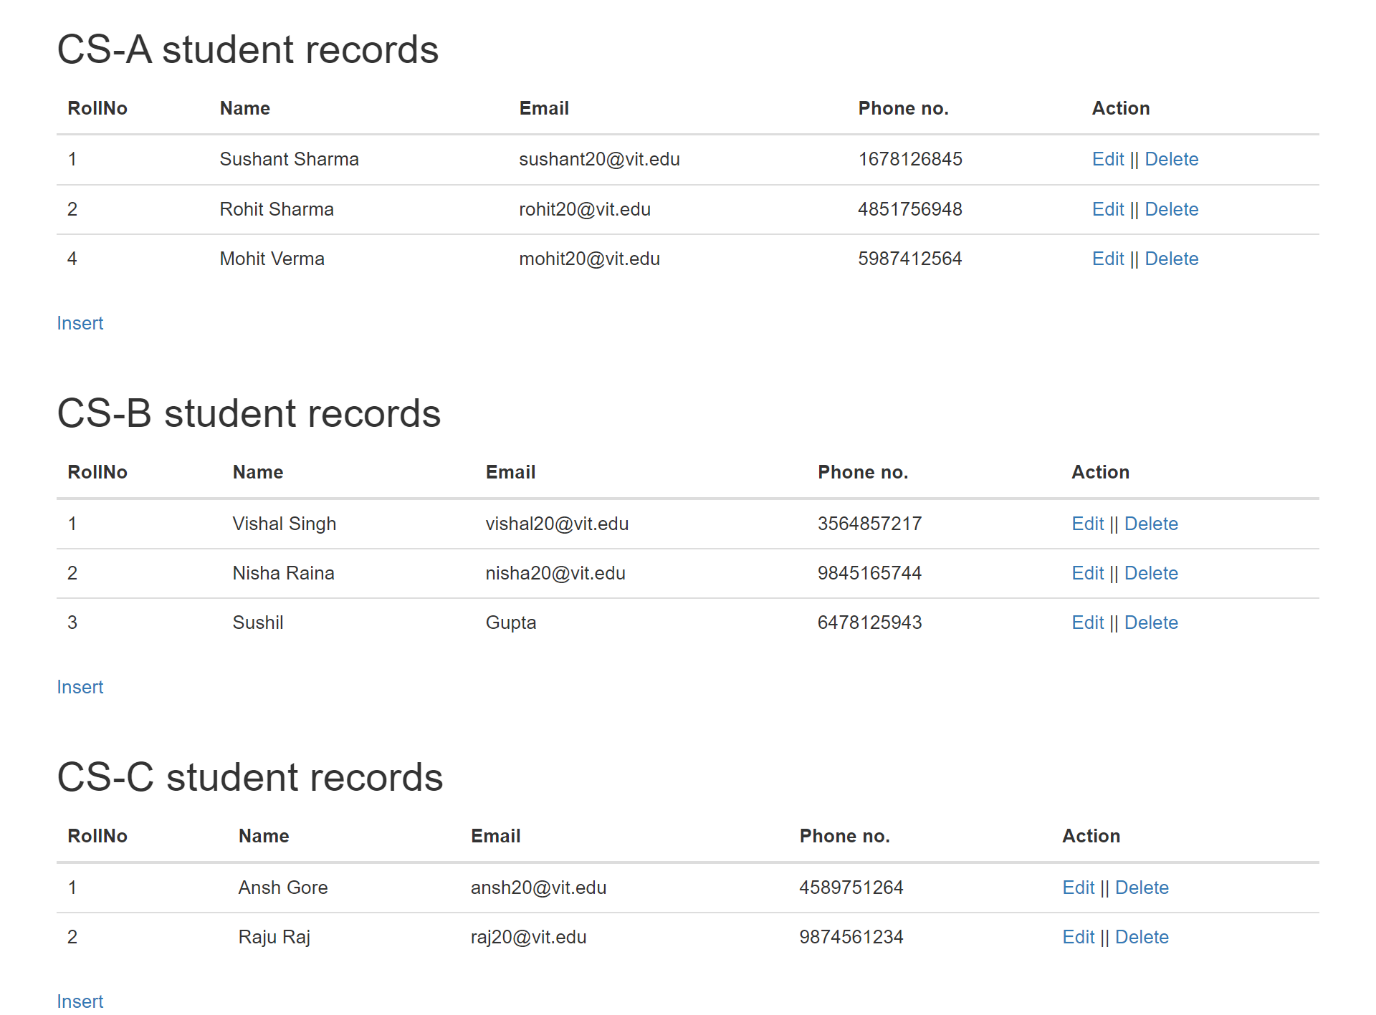 CS-A student records
RollNo Name Email Phone no. Action
1 Sushant Sharma sushant20@vit.edu 1678126845 Edit || Delete
2 Rohit Sharma rohit20@vit.edu 4851756948 Edit || Delete
4 Mohit Verma mohit20@vit.edu 5987412564 Edit || Delete
Insert
CS-B student records
RollNo Name Email Phone no. Action
1 Vishal Singh vishal20@vit.edu 3564857217 Edit || Delete
2 Nisha Raina nisha20@vit.edu 9845165744 Edit || Delete
3 Sushil Gupta 6478125943 Edit || Delete
Insert
CS-C student records
RollNo Name Email Phone no. Action
1 Ansh Gore ansh20@vit.edu 4589751264 Edit || Delete
2 Raju Raj raj20@vit.edu 9874561234 Edit || Delete
Insert